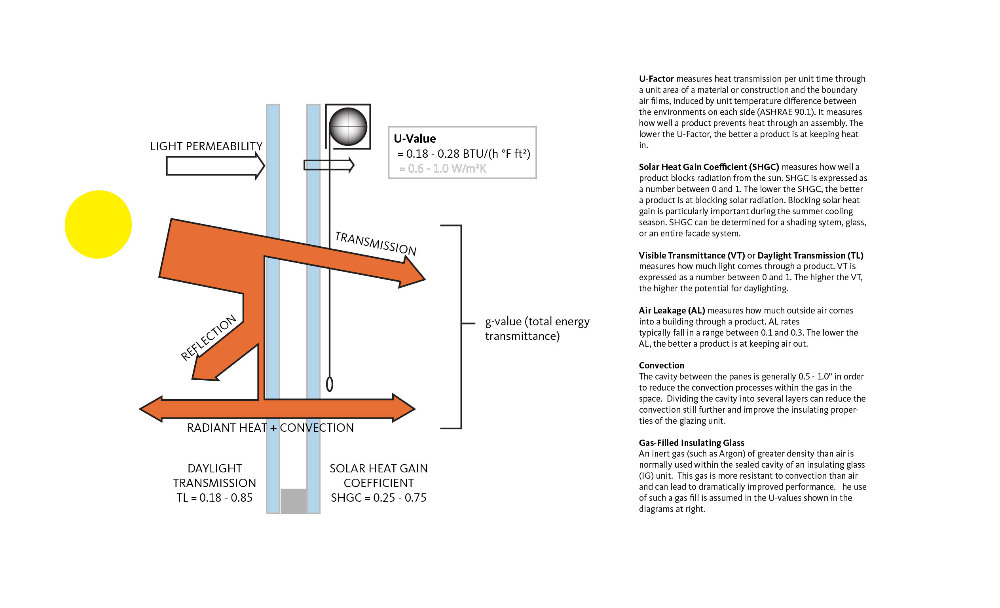 LIGHT PERMEABILITY
U-Value
= 0.18 - 0.28 BTU/(h °F ft²)
= 0.6 - 1.0 W/m²K
TRANSMISSION
REFLECTION
g-value (total energy
transmittance)
RADIANT HEAT + CONVECTION
DAYLIGHT
TRANSMISSION
TL = 0.18 - 0.85
SOLAR HEAT GAIN
COEFFICIENT
SHGC = 0.25 - 0.75
U-Factor measures heat transmission per unit time through
a unit area of a material or construction and the boundary
air films, induced by unit temperature difference between
the environments on each side (ASHRAE 90.1). It measures
how well a product prevents heat through an assembly. The
lower the U-Factor, the better a product is at keeping heat
in.
Solar Heat Gain Coefficient (SHGC) measures how well a
product blocks radiation from the sun. SHGC is expressed as
a number between 0 and 1. The lower the SHGC, the better
a product is at blocking solar radiation. Blocking solar heat
gain is particularly important during the summer cooling
season. SHGC can be determined for a shading sytem, glass,
or an entire facade system.
Visible Transmittance (VT) or Daylight Transmission (TL)
measures how much light comes through a product. VT is
expressed as a number between 0 and 1. The higher the VT,
the higher the potential for daylighting.
Air Leakage (AL) measures how much outside air comes
into a building through a product. AL rates
typically fall in a range between 0.1 and 0.3. The lower the
AL, the better a product is at keeping air out.
Convection
The cavity between the panes is generally 0.5 - 1.0” in order
to reduce the convection processes within the gas in the
space. Dividing the cavity into several layers can reduce the
convection still further and improve the insulating proper-
ties of the glazing unit.
Gas-Filled Insulating Glass
An inert gas (such as Argon) of greater density than air is
normally used within the sealed cavity of an insulating glass
(IG) unit. This gas is more resistant to convection than air
and can lead to dramatically improved performance. he use
of such a gas fill is assumed in the U-values shown in the
diagrams at right.